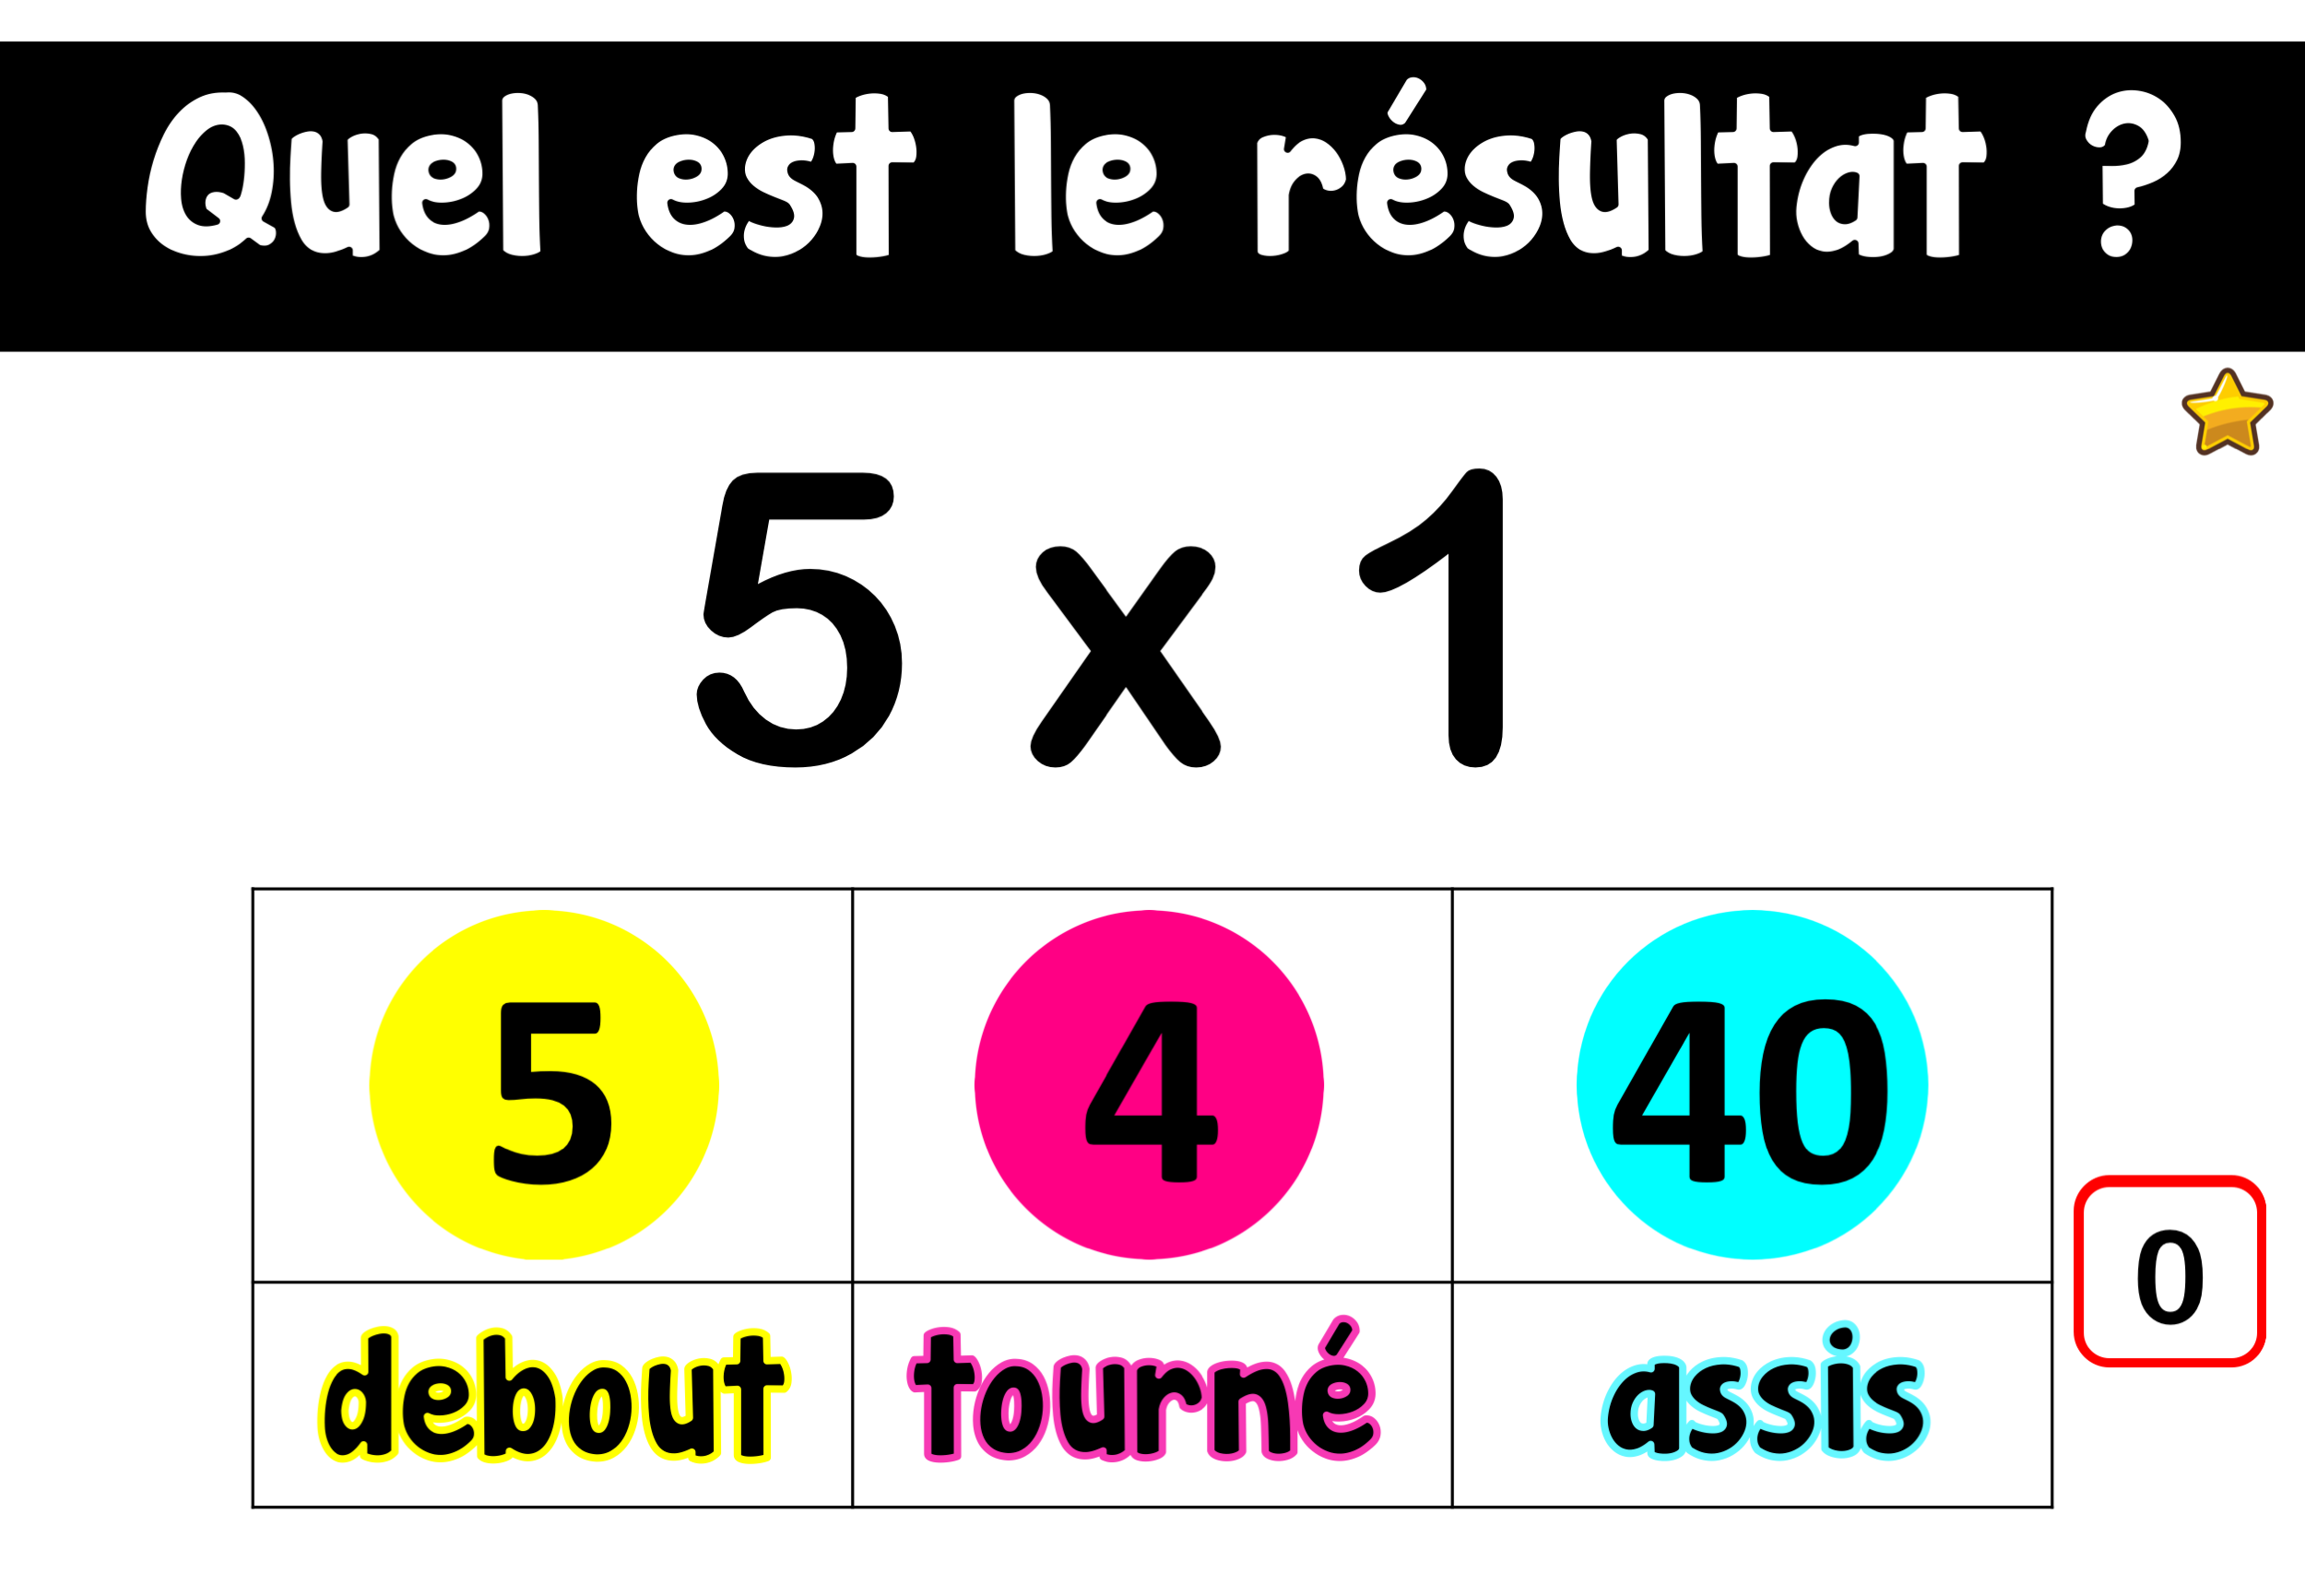 Quel est le résultat ?
5 x 1
5 4 40
0
debout tourné assis